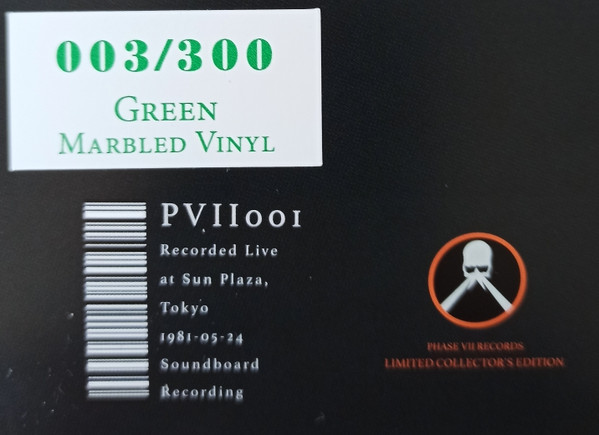 003/300
GREEN
MARBLED VINYL
PVII001
Recorded Live
at Sun Plaza,
Tokyo
1981-05-24
Soundboard
Recording
PHASE VII RECORDS
LIMITED COLLECTOR'S EDITION